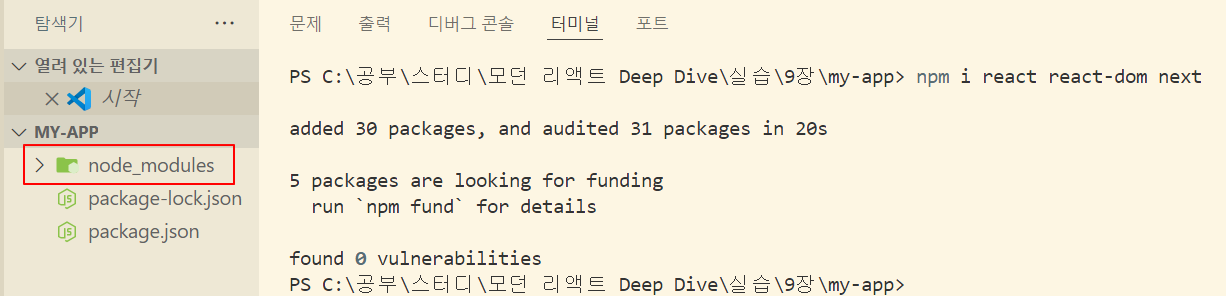 탐색기 ···
열려 있는 편집기
시작
MY-APP
node_modules
package-lock.json
package.json
문제 출력 디버그 콘솔 터미널 포트
PS C:\공부\스터디\모던 리액트 Deep Dive\실습\9장\my-app> npm i react react-dom next
added 30 packages, and audited 31 packages in 20s
5 packages are looking for funding
run `npm fund` for details
found 0 vulnerabilities
PS C:\공부\스터디\모던 리액트 Deep Dive\실습\9장\my-app>